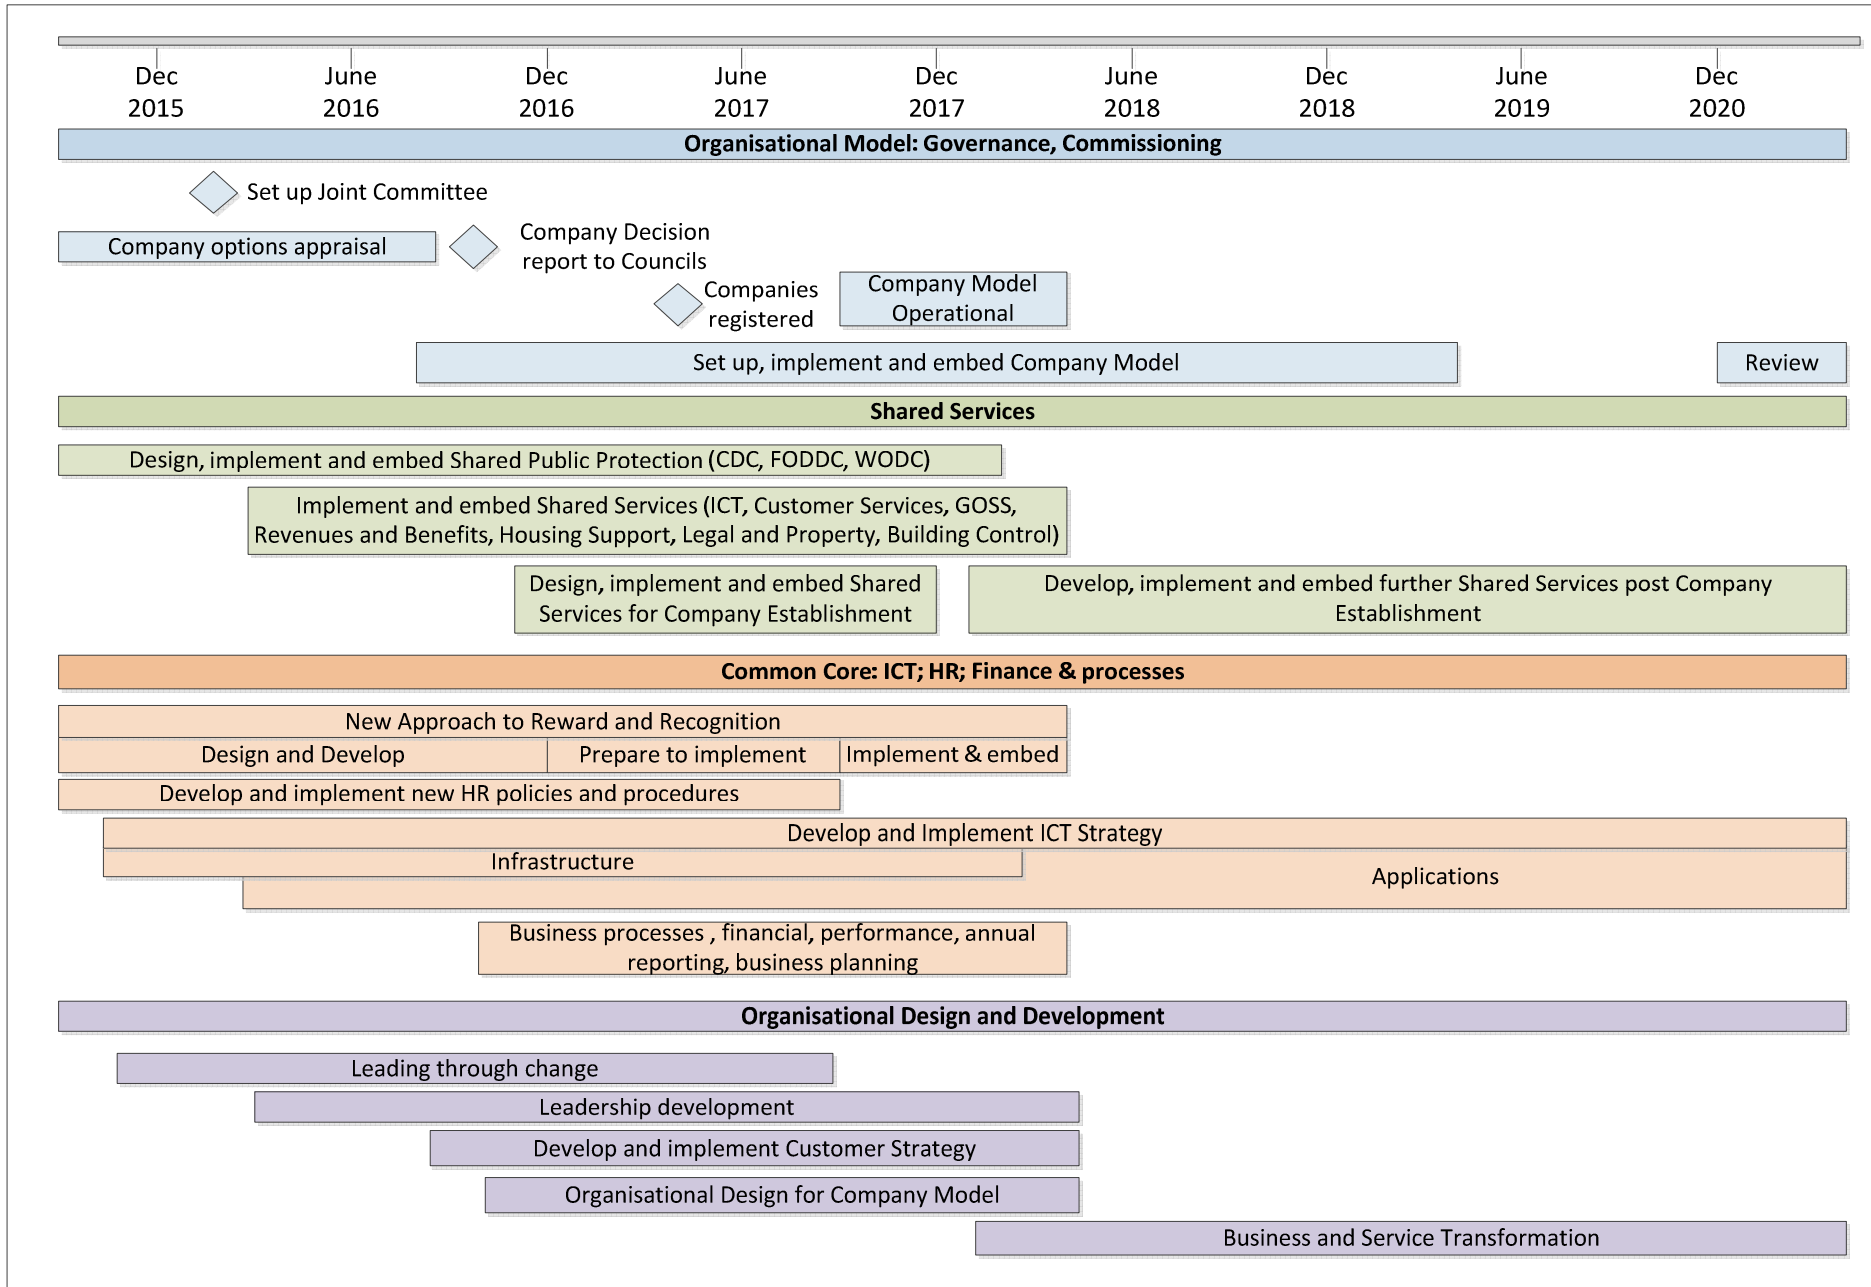 Dec June Dec June Dec June Dec June Dec
2015 2016 2016 2017 2017 2018 2018 2019 2020
Organisational Model: Governance, Commissioning
Set up Joint Committee
Company options appraisal
Company Decision
report to Councils
Companies
registered
Company Model
Operational
Set up, implement and embed Company Model
Review
Shared Services
Design, implement and embed Shared Public Protection (CDC, FODDC, WODC)
Implement and embed Shared Services (ICT, Customer Services, GOSS,
Revenues and Benefits, Housing Support, Legal and Property, Building Control)
Design, implement and embed Shared
Services for Company Establishment
Develop, implement and embed further Shared Services post Company
Establishment
Common Core: ICT; HR; Finance & processes
New Approach to Reward and Recognition
Design and Develop
Prepare to implement
Implement & embed
Develop and implement new HR policies and procedures
Develop and Implement ICT Strategy
Infrastructure
Applications
Business processes , financial, performance, annual
reporting, business planning
Organisational Design and Development
Leading through change
Leadership development
Develop and implement Customer Strategy
Organisational Design for Company Model
Business and Service Transformation